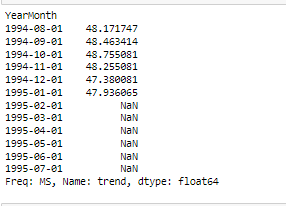 YearMonth
1994-08-01    48.171747
1994-09-01    48.463414
1994-10-01    48.755081
1994-11-01    48.255081
1994-12-01    47.380081
1995-01-01    47.936065
1995-02-01          NaN
1995-03-01          NaN
1995-04-01          NaN
1995-05-01          NaN
1995-06-01          NaN
1995-07-01          NaN
Freq: MS, Name: trend, dtype: float64